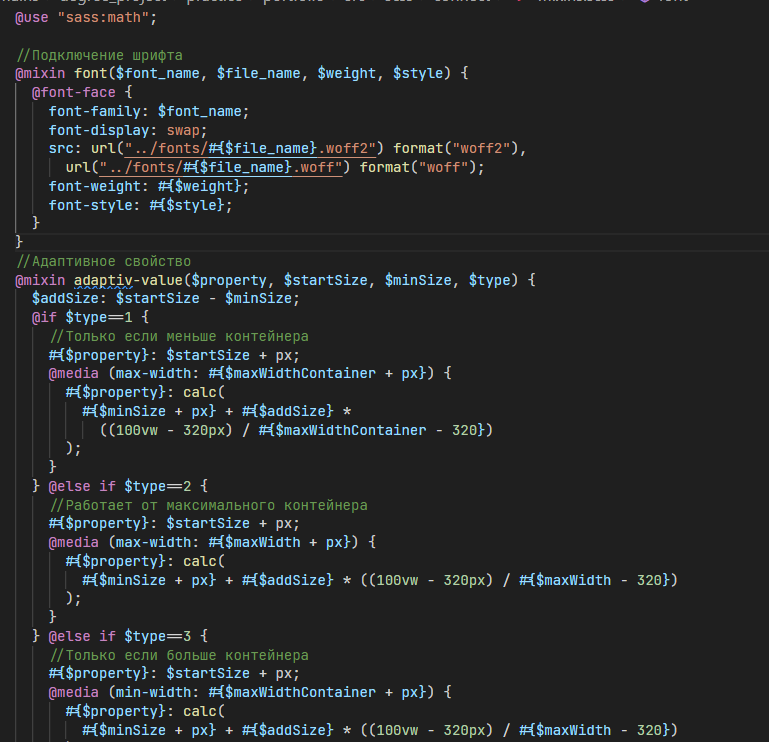 @use "sass:math";
//Подключение шрифта
@mixin font($font_name, $file_name, $weight, $style) {
@font-face {
font-family: $font_name;
font-display: swap;
src: url("../fonts/#{$file_name}.woff2") format("woff2"),
url("../fonts/#{$file_name}.woff") format("woff");
font-weight: #{$weight};
font-style: #{$style};
}
}
//Адаптивное свойство
@mixin adaptiv-value($property, $startSize, $minSize, $type) {
$addSize: $startSize - $minSize;
@if $type==1 {
//Только если меньше контейнера
#{$property}: $startSize + px;
@media (max-width: #{$maxWidthContainer + px}) {
#{$property}: calc(
#{$minSize + px} + #{$addSize} *
((100vw - 320px) / #{$maxWidthContainer - 320})
);
}
} @else if $type==2 {
//Работает от максимального контейнера
#{$property}: $startSize + px;
@media (max-width: #{$maxWidth + px}) {
#{$property}: calc(
#{$minSize + px} + #{$addSize} * ((100vw - 320px) / #{$maxWidth - 320})
);
}
} @else if $type==3 {
//Только если больше контейнера
#{$property}: $startSize + px;
@media (min-width: #{$maxWidthContainer + px}) {
#{$property}: calc(
#{$minSize + px} + #{$addSize} * ((100vw - 320px) / #{$maxWidth - 320})